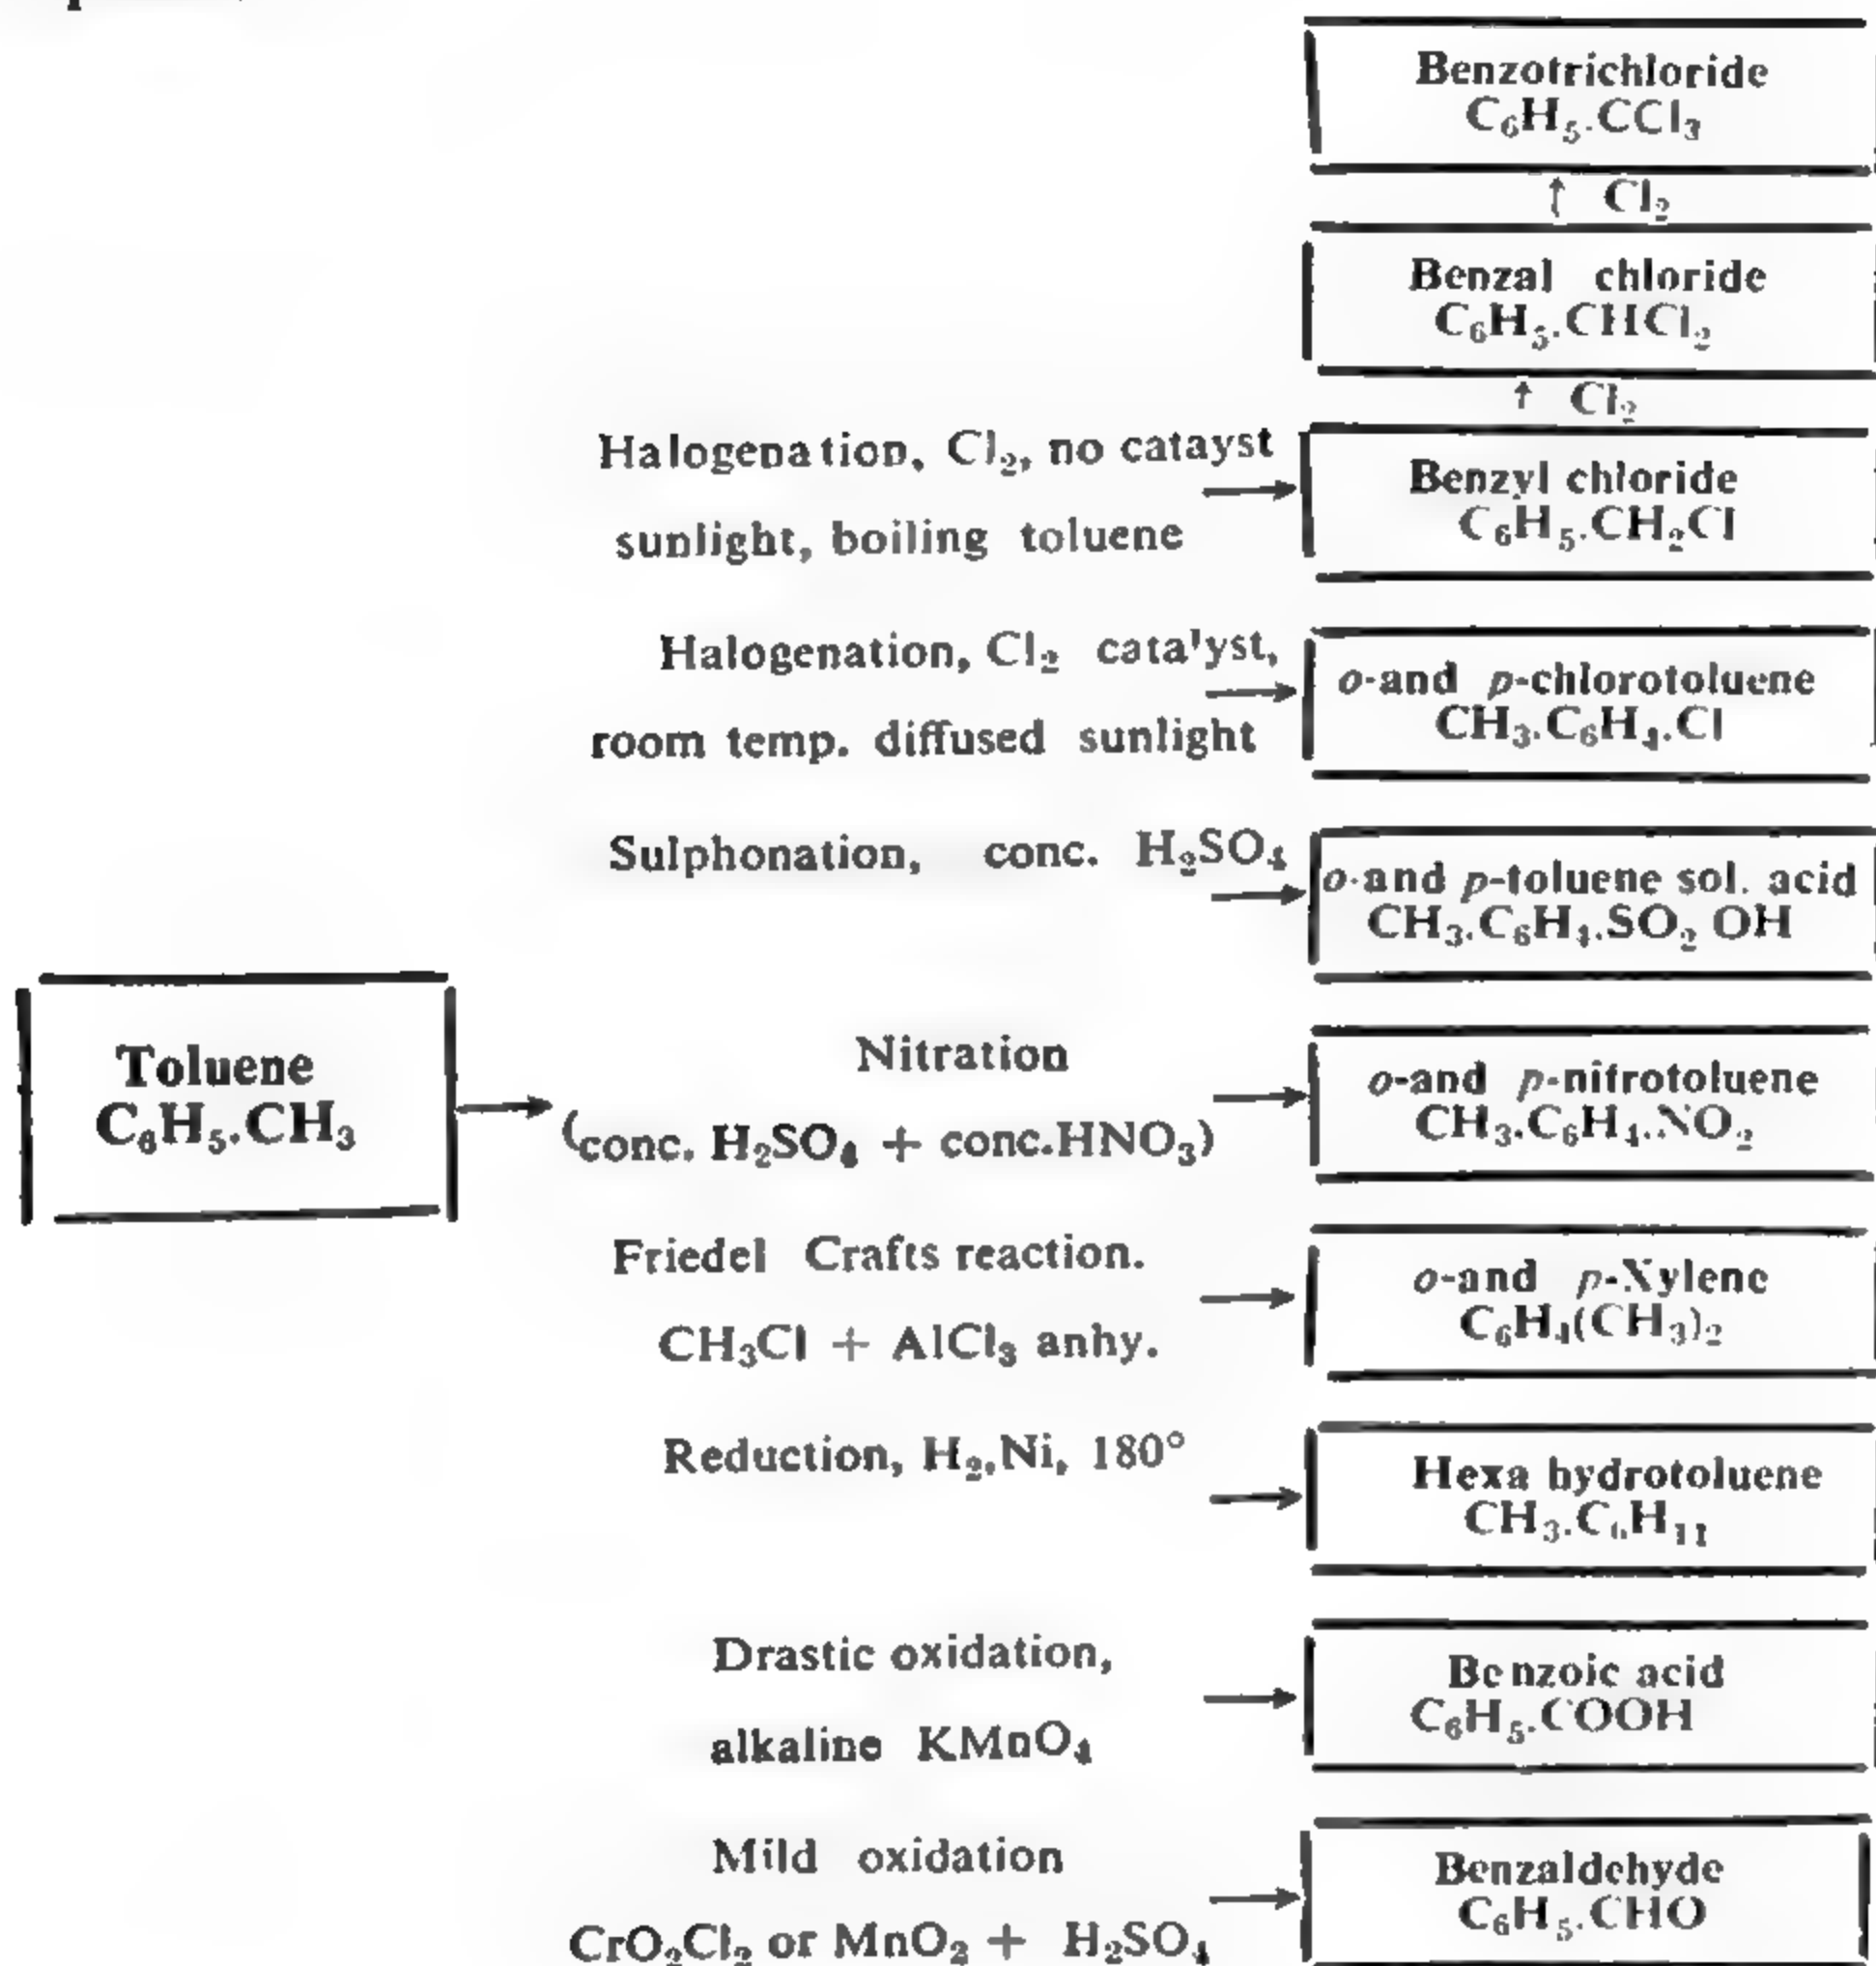 Benzotrichloride
C₆H₅.CCl₃
↑ Cl₂
Benzal chloride
C₆H₅.CHCl₂
↑ Cl₂
Halogenation, Cl₂, no catayst
sunlight, boiling toluene
Benzyl chloride
C₆H₅.CH₂Cl
Halogenation, Cl₂ catalyst,
room temp. diffused sunlight
o-and p-chlorotoluene
CH₃.C₆H₄.Cl
Sulphonation, conc. H₂SO₄
o-and p-toluene sol. acid
CH₃.C₆H₄.SO₂ OH
Toluene
C₆H₅.CH₃
Nitration
(conc. H₂SO₄ + conc.HNO₃)
o-and p-nitrotoluene
CH₃.C₆H₄.NO₂
Friedel Crafts reaction.
CH₃Cl + AlCl₃ anhy.
o-and p-Xylene
C₆H₄(CH₃)₂
Reduction, H₂,Ni, 180°
Hexa hydrotoluene
CH₃.C₆H₁₁
Drastic oxidation,
alkaline KMnO₄
Benzoic acid
C₆H₅.COOH
Mild oxidation
CrO₂Cl₂ or MnO₂ + H₂SO₄
Benzaldehyde
C₆H₅.CHO